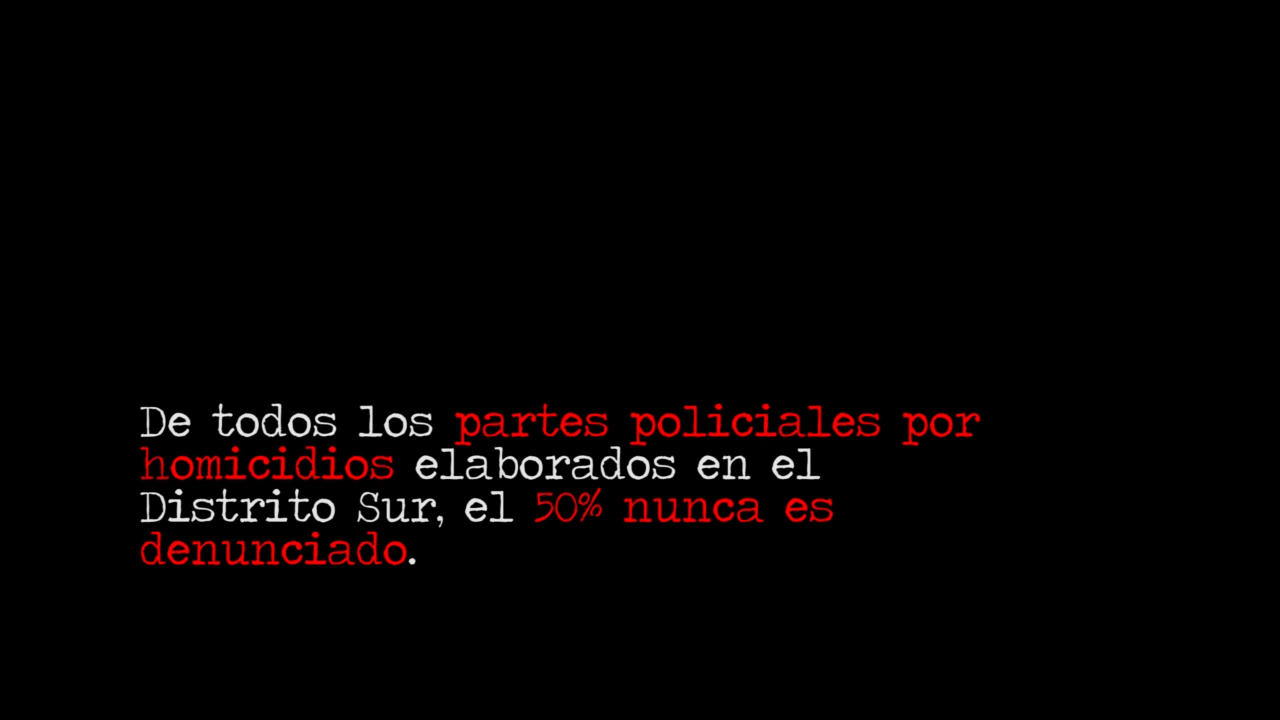 De todos los partes policiales por
homicidios elaborados en el
Distrito Sur, el 50% nunca es
denunciado.